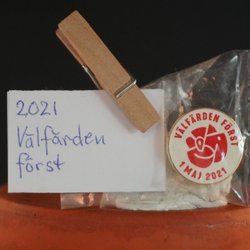 2021
Välfärden
först
VÄLFÄRDEN FÖRST
1 MAJ 2021